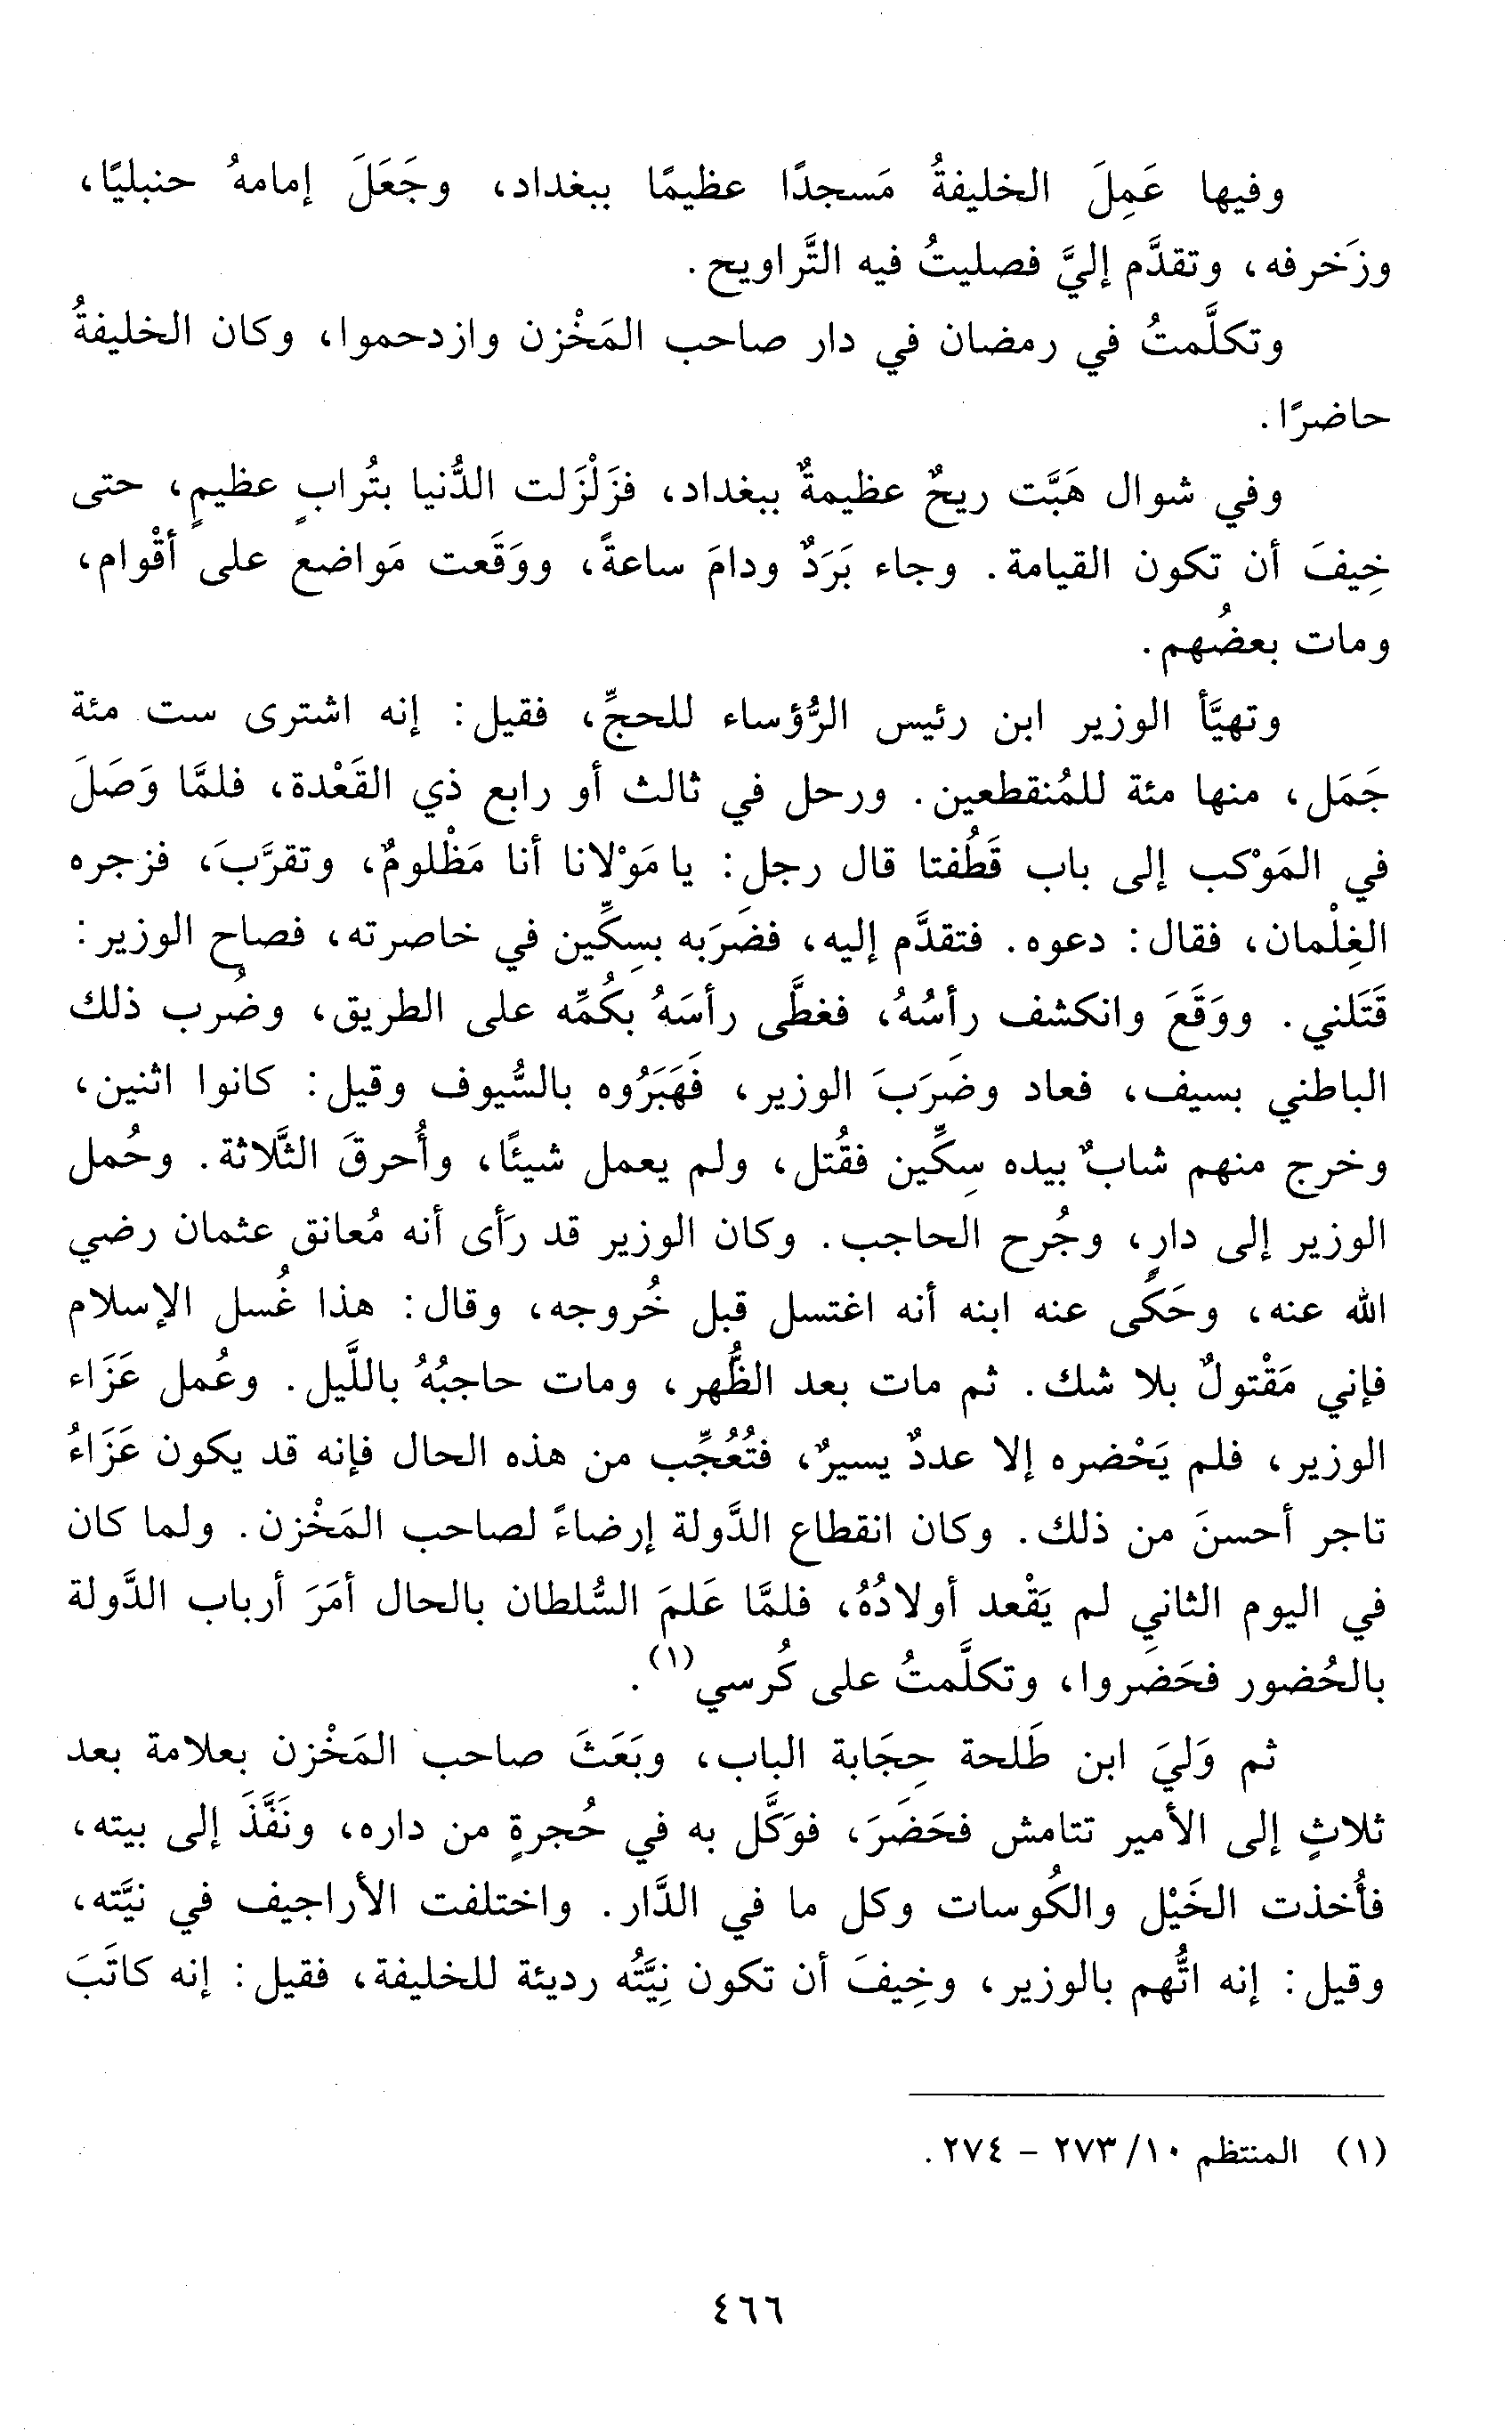 وفيها عَمِلَ الخليفةُ مَسجدًا عظيمًا ببغداد، وجَعَلَ إمامهُ حنبليًا،
وزَخرفه، وتقدَّم إليَّ فصليتُ فيه التَّراويح.
وتكلَّمتُ في رمضان في دار صاحب المَخْزن وازدحموا، وكان الخليفةُ
حاضرًا.
وفي شوال هَبَّت ريحٌ عظيمةٌ ببغداد، فزَلْزَلت الدُّنيا بتُرابٍ عظيمٍ، حتى
خِيفَ أن تكون القيامة. وجاء بَرَدٌ ودامَ ساعةً، ووَقَعت مَواضع على أقْوام،
ومات بعضُهم.
وتهيَّأ الوزير ابن رئيس الرُّؤساء للحجِّ، فقيل: إنه اشترى ست مئة
جَمَل، منها مئة للمُنقطعين. ورحل في ثالث أو رابع ذي القَعْدة، فلمَّا وَصَلَ
في المَوْكب إلى باب قَطُفتا قال رجل: يا مَوْلانا أنا مَظْلومٌ، وتقرَّبَ، فزجره
الغِلْمان، فقال: دعوه. فتقدَّم إليه، فضَرَبه بسِكِّين في خاصرته، فصاح الوزير:
قَتَلني. ووَقَعَ وانكشف رأسُهُ، فغطَّى رأسَهُ بكُمِّه على الطريق، وضُرب ذلك
الباطني بسيف، فعاد وضَرَبَ الوزير، فَهَبَرُوه بالسُّيوف وقيل: كانوا اثنين،
وخرج منهم شابٌ بيده سِكِّين فقُتل، ولم يعمل شيئًا، وأُحرقَ الثَّلاثة. وحُمل
الوزير إلى دارٍ، وجُرح الحاجب. وكان الوزير قد رَأى أنه مُعانق عثمان رضي
الله عنه، وحَكَى عنه ابنه أنه اغتسل قبل خُروجه، وقال: هذا غُسل الإسلام
فإني مَقْتولٌ بلا شك. ثم مات بعد الظُّهر، ومات حاجبُهُ باللَّيل. وعُمل عَزَاء
الوزير، فلم يَحْضره إلا عددٌ يسيرٌ، فتُعُجِّب من هذه الحال فإنه قد يكون عَزَاءُ
تاجر أحسنَ من ذلك. وكان انقطاع الدَّولة إرضاءً لصاحب المَخْزن. ولما كان
في اليوم الثاني لم يَقْعد أولادُهُ، فلمَّا عَلمَ السُّلطان بالحال أمَرَ أرباب الدَّولة
بالحُضور فحَضَروا، وتكلَّمتُ على كُرسي(١).
ثم وَليَ ابن طَلحة حِجَابة الباب، وبَعَثَ صاحب المَخْزن بعلامة بعد
ثلاثٍ إلى الأمير تتامش فحَضَرَ، فوَكَّل به في حُجرةٍ من داره، ونَفَّذَ إلى بيته،
فأُخذت الخَيْل والكُوسات وكل ما في الدَّار. واختلفت الأراجيف في نيَّته،
وقيل: إنه اتُّهم بالوزير، وخِيفَ أن تكون نِيَّتُه رديئة للخليفة، فقيل: إنه كاتَبَ
(١) المنتظم ١٠/ ٢٧٣ - ٢٧٤.
٤٦٦